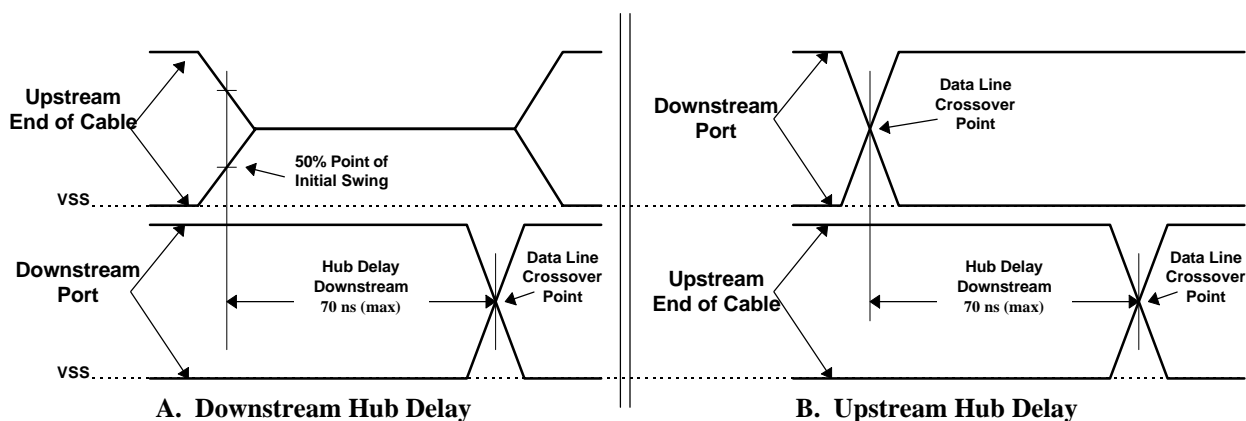 Upstream
End of Cable
50% Point of
Initial Swing
VSS
Downstream
Port
Hub Delay
Downstream
70 ns (max)
Data Line
Crossover
Point
VSS
A. Downstream Hub Delay
Downstream
Port
Data Line
Crossover
Point
Upstream
End of Cable
Hub Delay
Downstream
70 ns (max)
Data Line
Crossover
Point
B. Upstream Hub Delay